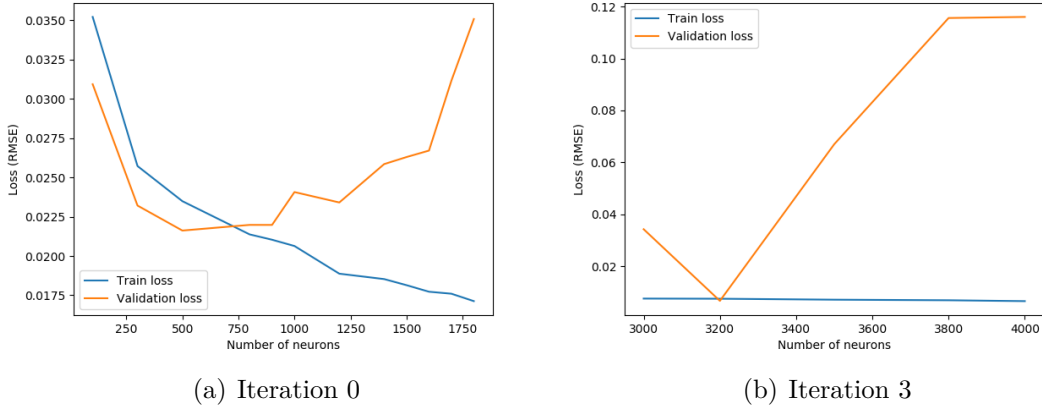 0.0350
0.0325
0.0300
0.0275
0.0250
0.0225
0.0200
0.0175
Loss (RMSE)
Train loss
Validation loss
250 500 750 1000 1250 1500 1750
Number of neurons
(a) Iteration 0
0.12
0.10
0.08
0.06
0.04
0.02
Loss (RMSE)
Train loss
Validation loss
3000 3200 3400 3600 3800 4000
Number of neurons
(b) Iteration 3